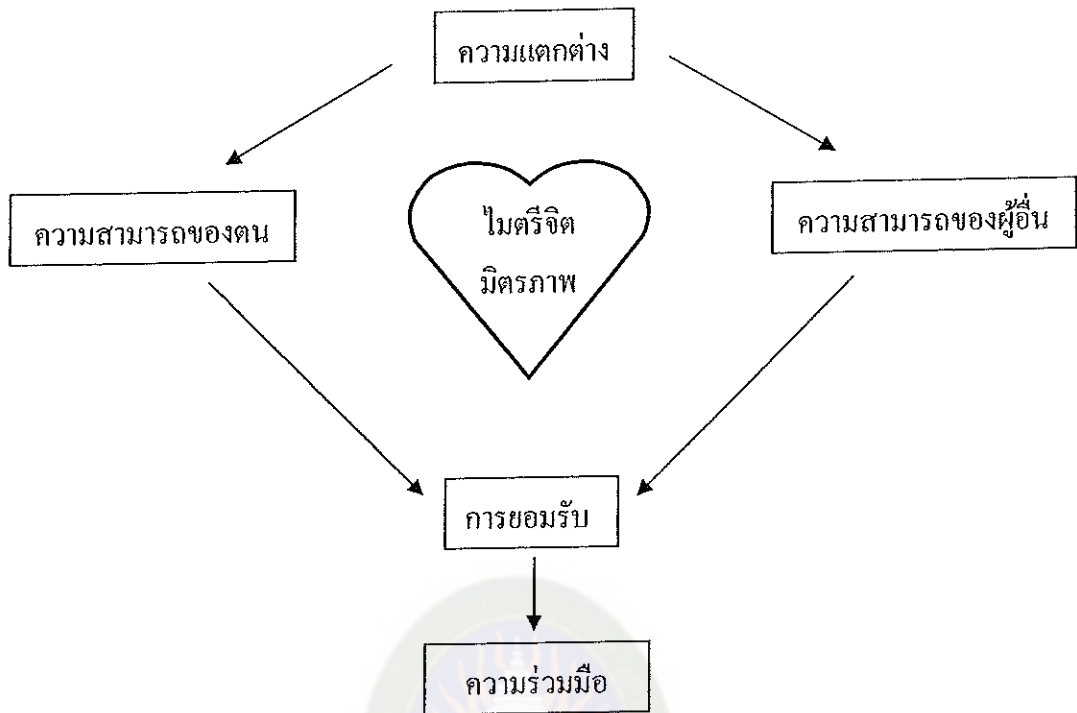 ความแตกต่าง
ความสามารถของตน
ไมตรีจิต
มิตรภาพ
ความสามารถของผู้อื่น
การยอมรับ
ความร่วมมือ